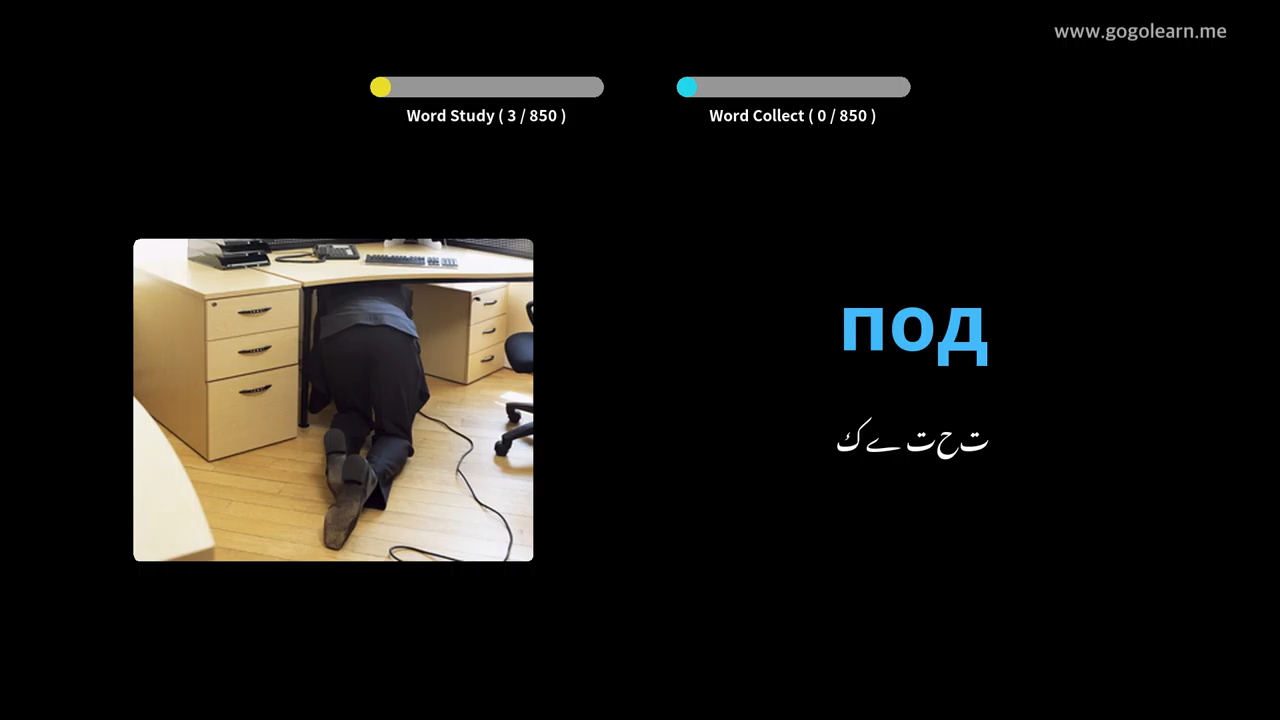 www.gogolearn.me
Word Study ( 3 / 850 )
Word Collect ( 0 / 850 )
под
کے تحت